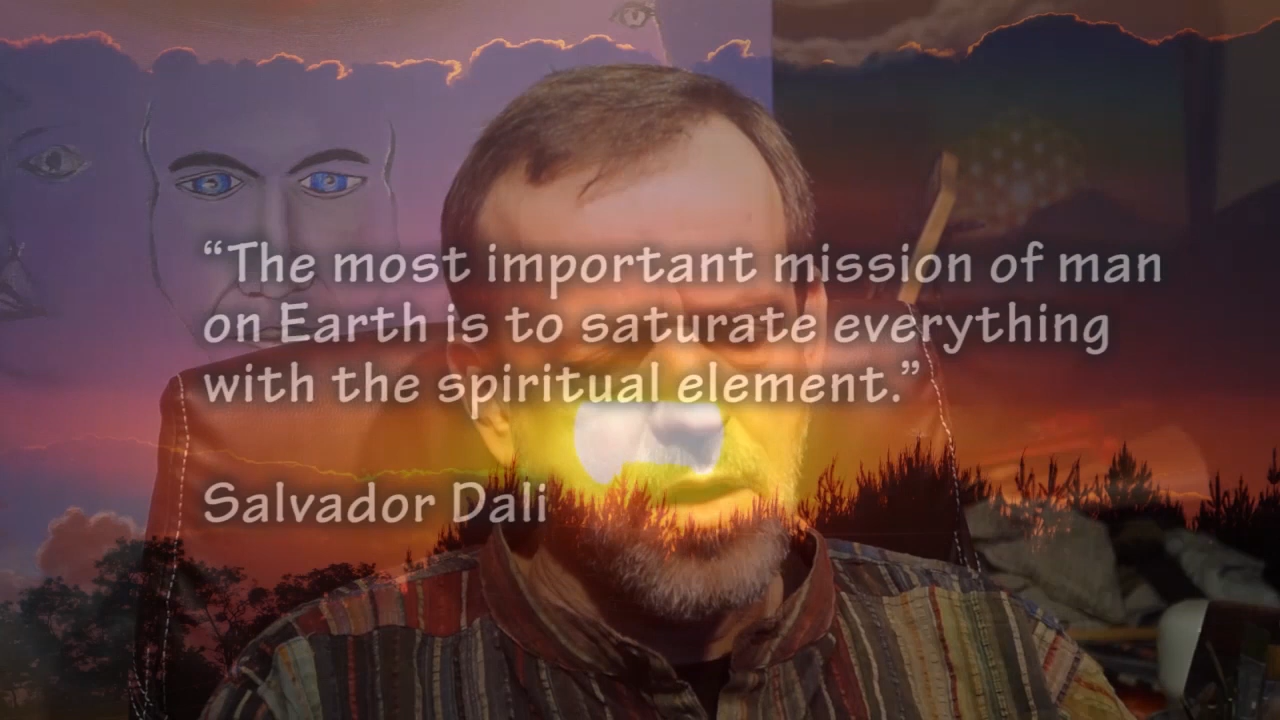 “The most important mission of man
on Earth is to saturate everything
with the spiritual element.”
Salvador Dali